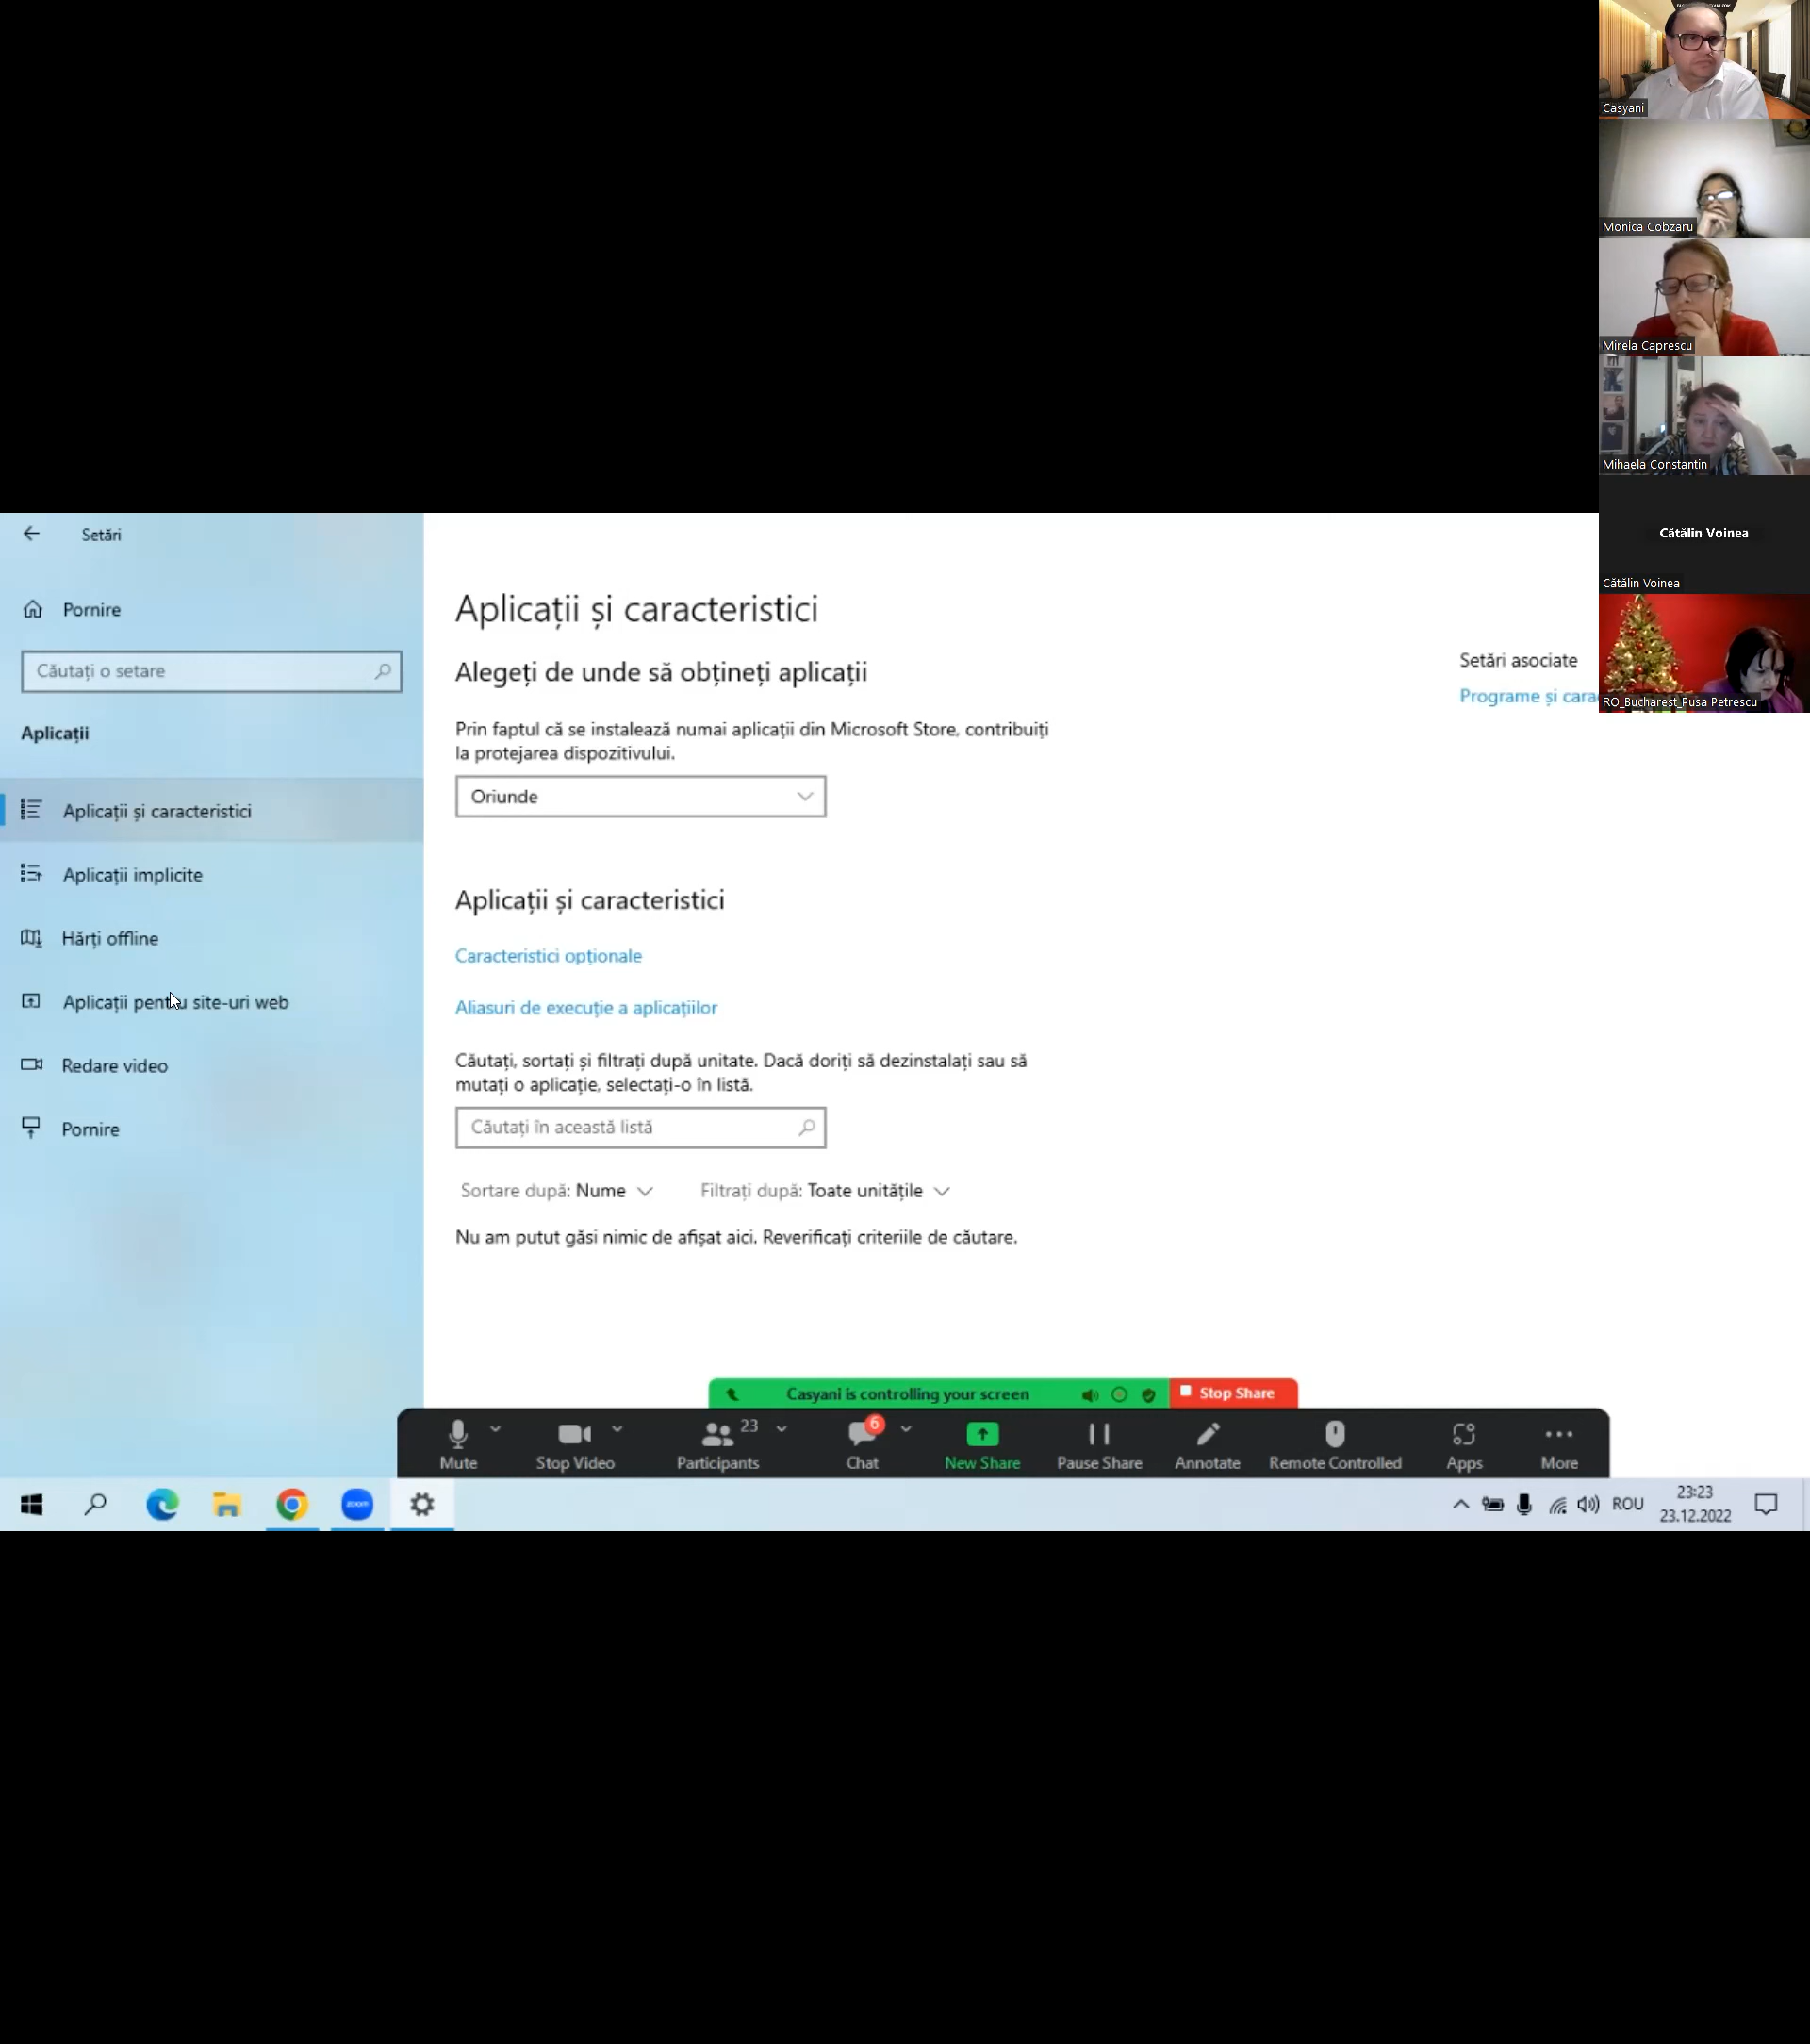 Casyani
Monica Cobzaru
Mirela Caprescu
Mihaela Constantin
Cătălin Voinea
Cătălin Voinea
RO_Bucharest_Pusa Petrescu
Setări
Pornire
Căutați o setare
Aplicații
Aplicații și caracteristici
Aplicații implicite
Hărți offline
Aplicații pentru site-uri web
Redare video
Pornire
Aplicații și caracteristici
Alegeți de unde să obțineți aplicații
Prin faptul că se instalează numai aplicații din Microsoft Store, contribuiți
la protejarea dispozitivului.
Oriunde
Aplicații și caracteristici
Caracteristici opționale
Aliasuri de execuție a aplicațiilor
Căutați, sortați și filtrați după unitate. Dacă doriți să dezinstalați sau să
mutați o aplicație, selectați-o în listă.
Căutați în această listă
Sortare după: Nume Filtrați după: Toate unitățile
Nu am putut găsi nimic de afișat aici. Reverificați criteriile de căutare.
Setări asociate
Programe și cara
Casyani is controlling your screen Stop Share
23 6
Mute Stop Video Participants Chat New Share Pause Share Annotate Remote Controlled Apps More
zoom
ROU
23:23
23.12.2022